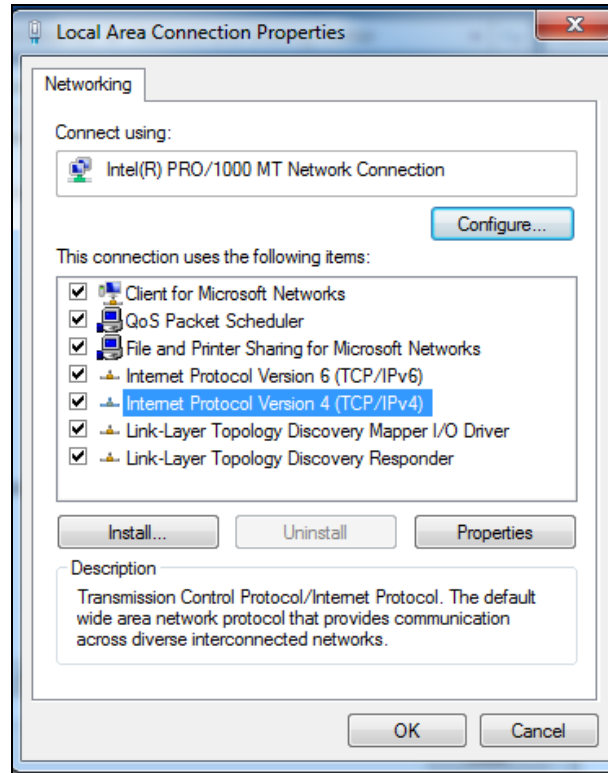 Local Area Connection Properties
Networking
Connect using:
Intel(R) PRO/1000 MT Network Connection
Configure...
This connection uses the following items:
Client for Microsoft Networks
QoS Packet Scheduler
File and Printer Sharing for Microsoft Networks
Internet Protocol Version 6 (TCP/IPv6)
Internet Protocol Version 4 (TCP/IPv4)
Link-Layer Topology Discovery Mapper I/O Driver
Link-Layer Topology Discovery Responder
Install... Uninstall Properties
Description
Transmission Control Protocol/Internet Protocol. The default
wide area network protocol that provides communication
across diverse interconnected networks.
OK Cancel